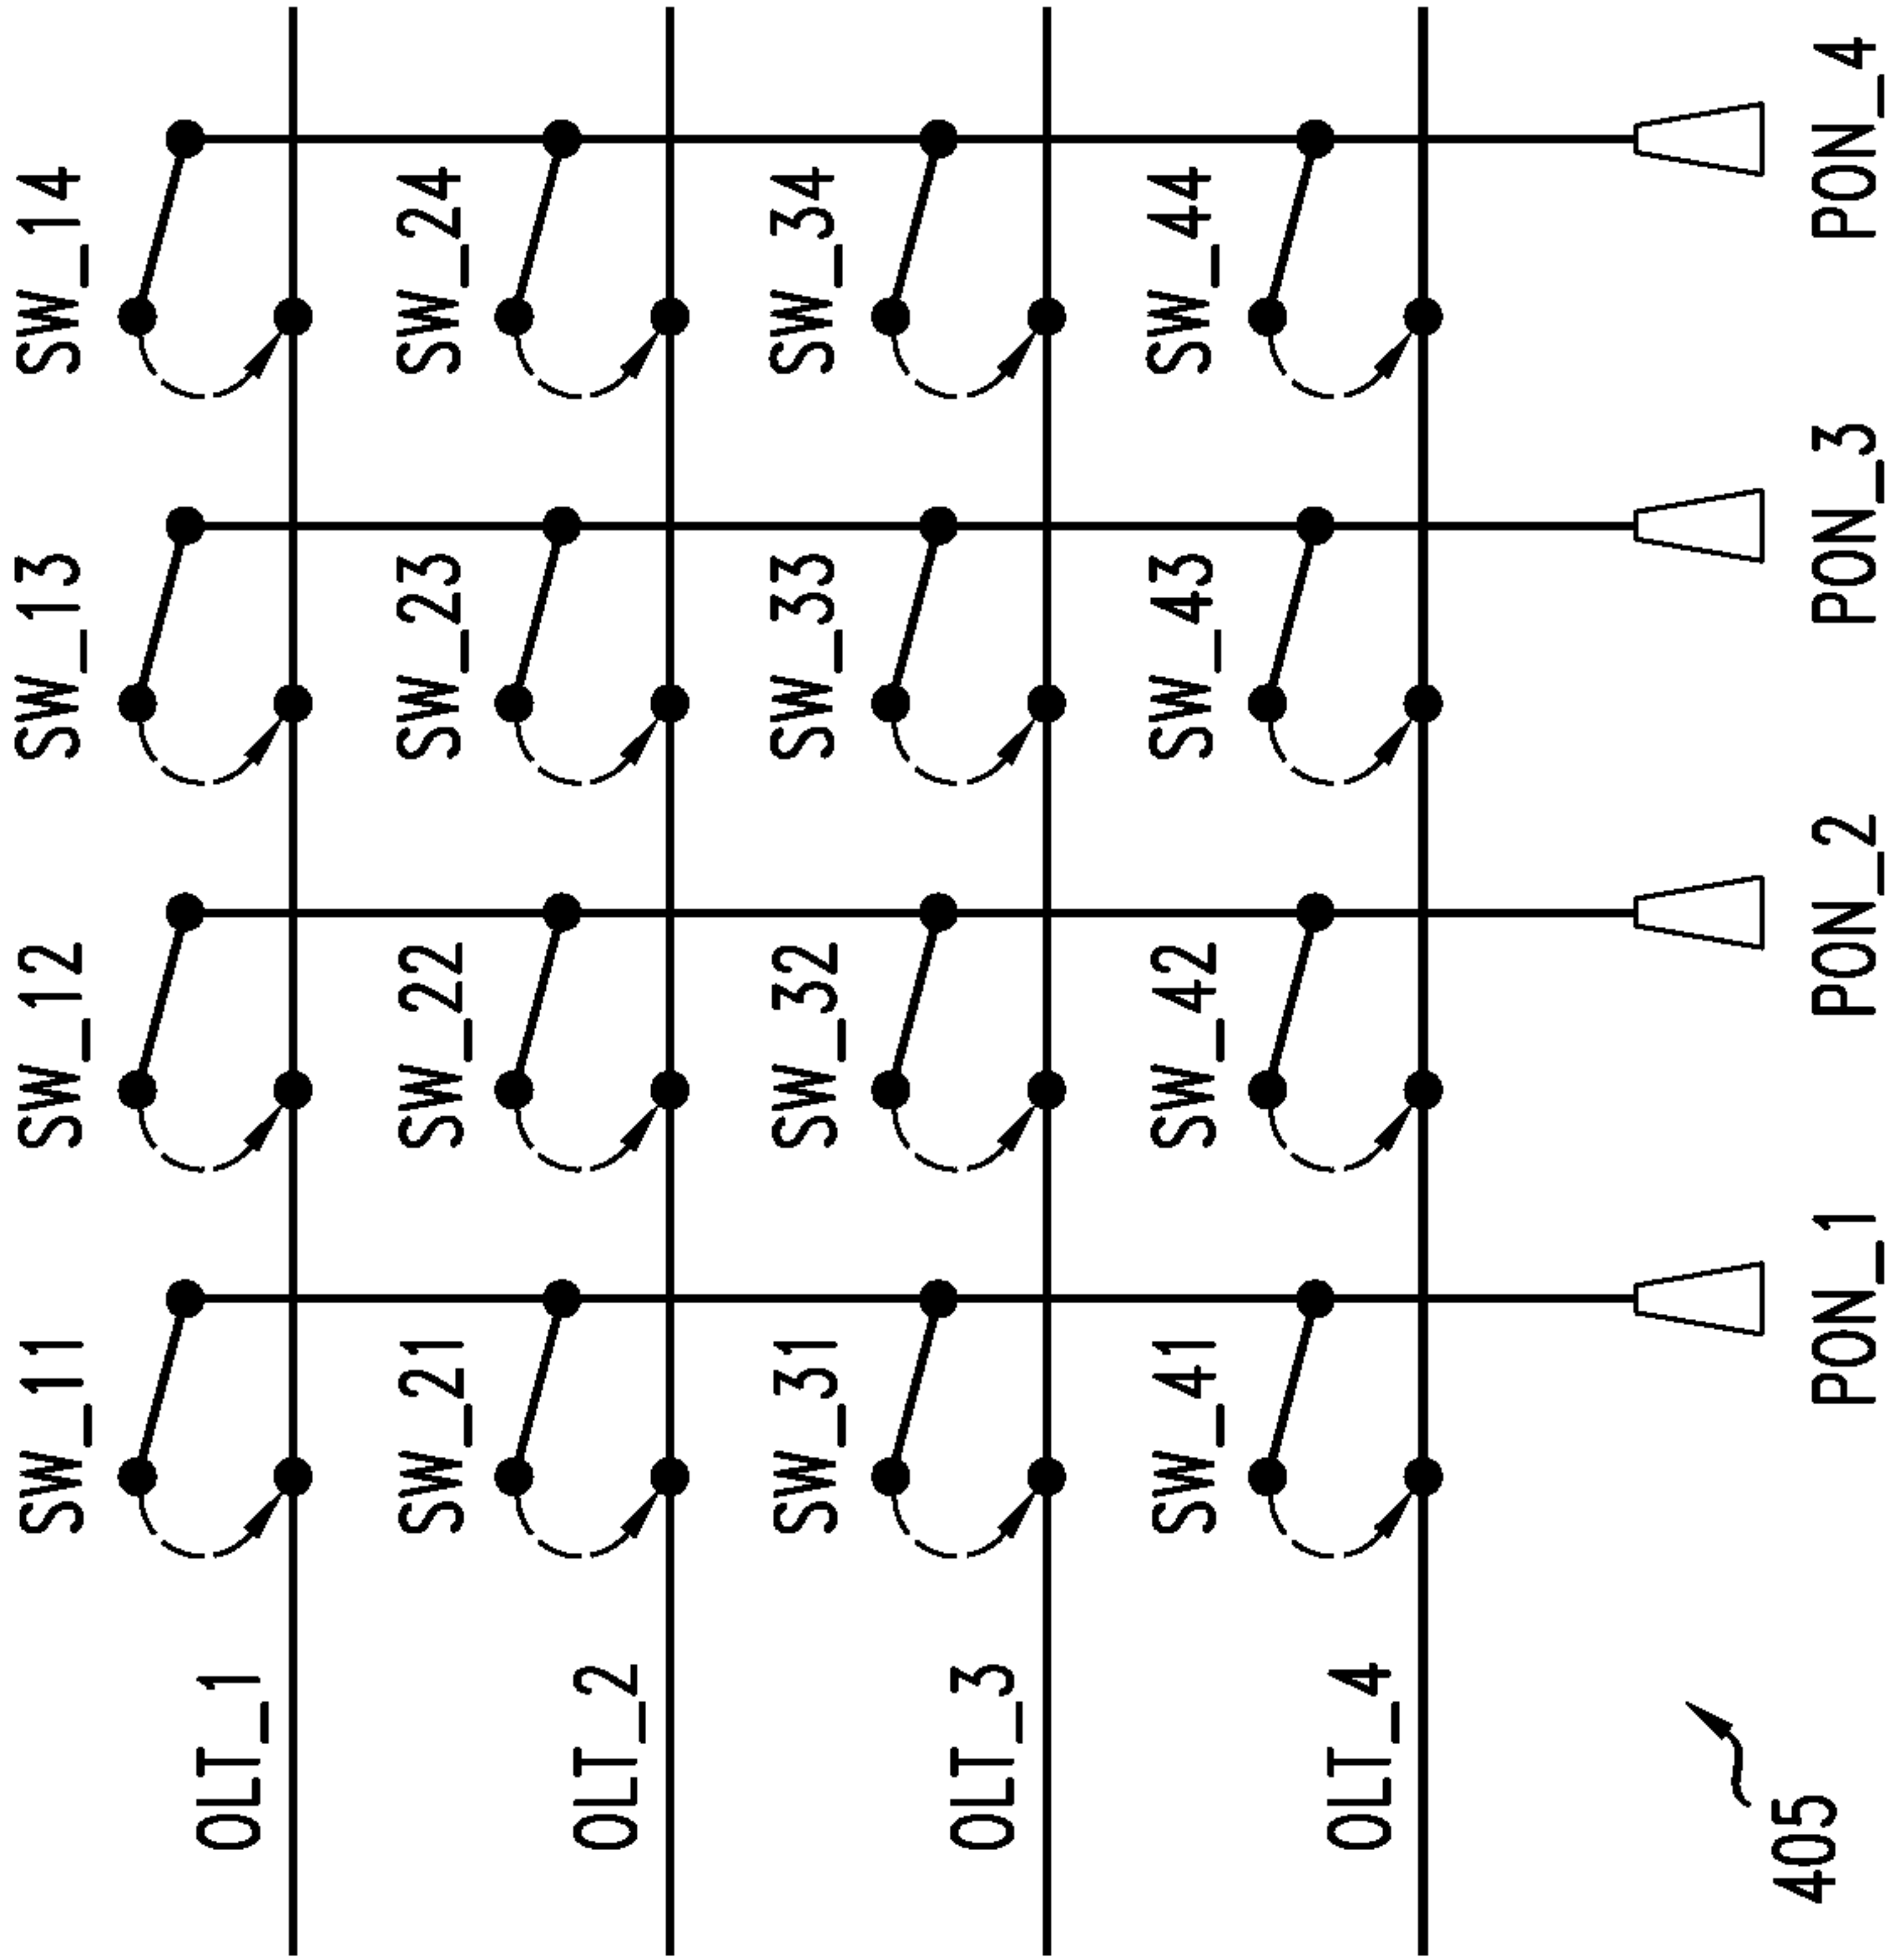 SW_11
SW_12
SW_13
SW_14
OLT_1
SW_21
SW_22
SW_23
SW_24
OLT_2
SW_31
SW_32
SW_33
SW_34
OLT_3
SW_41
SW_42
SW_43
SW_44
OLT_4
405
PON_1
PON_2
PON_3
PON_4